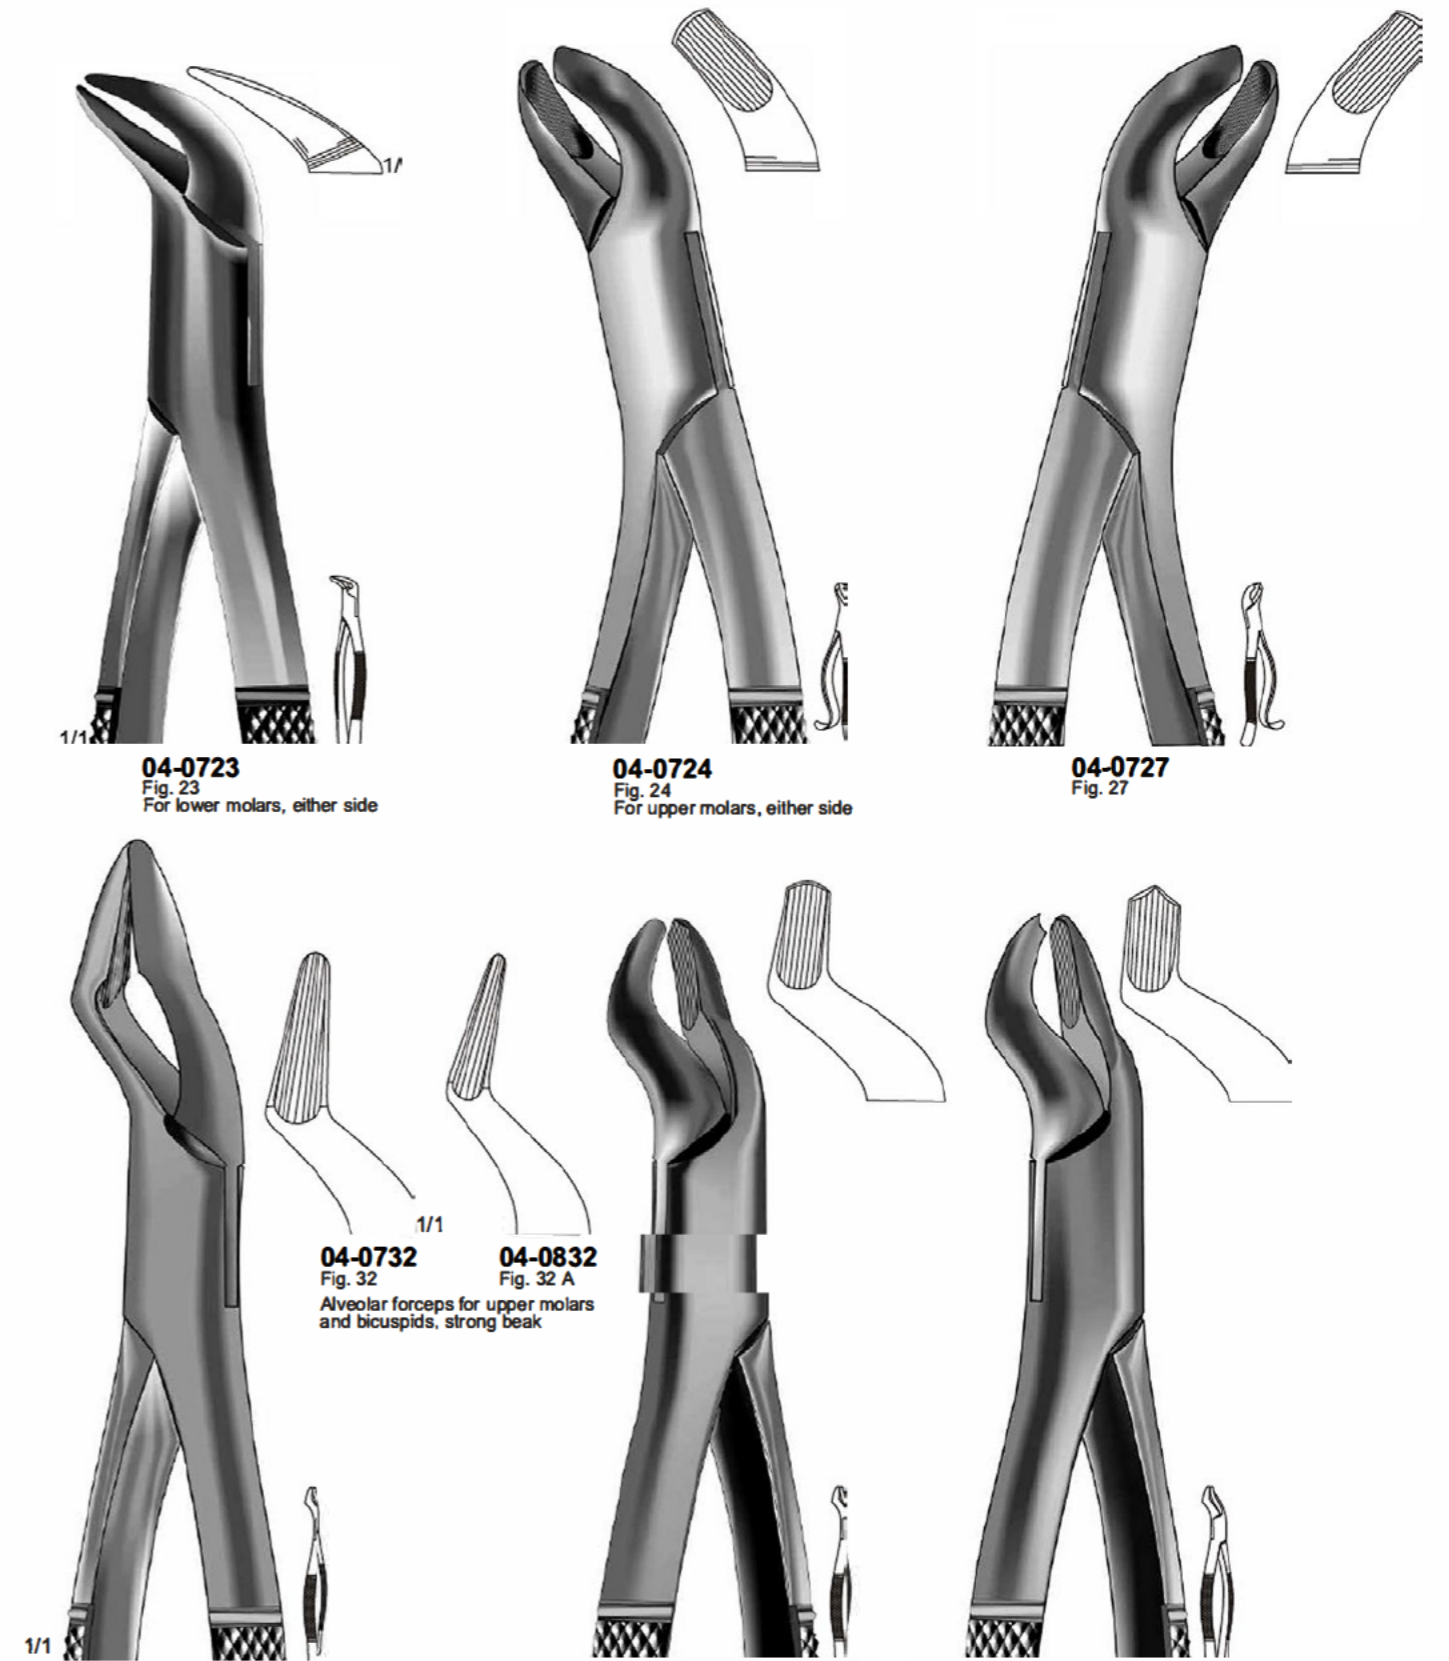 1/
1/1
04-0723
Fig. 23
For lower molars, either side
04-0724
Fig. 24
For upper molars, either side
04-0727
Fig. 27
1/1
04-0732
Fig. 32
04-0832
Fig. 32 A
Alveolar forceps for upper molars
and bicuspids, strong beak
1/1